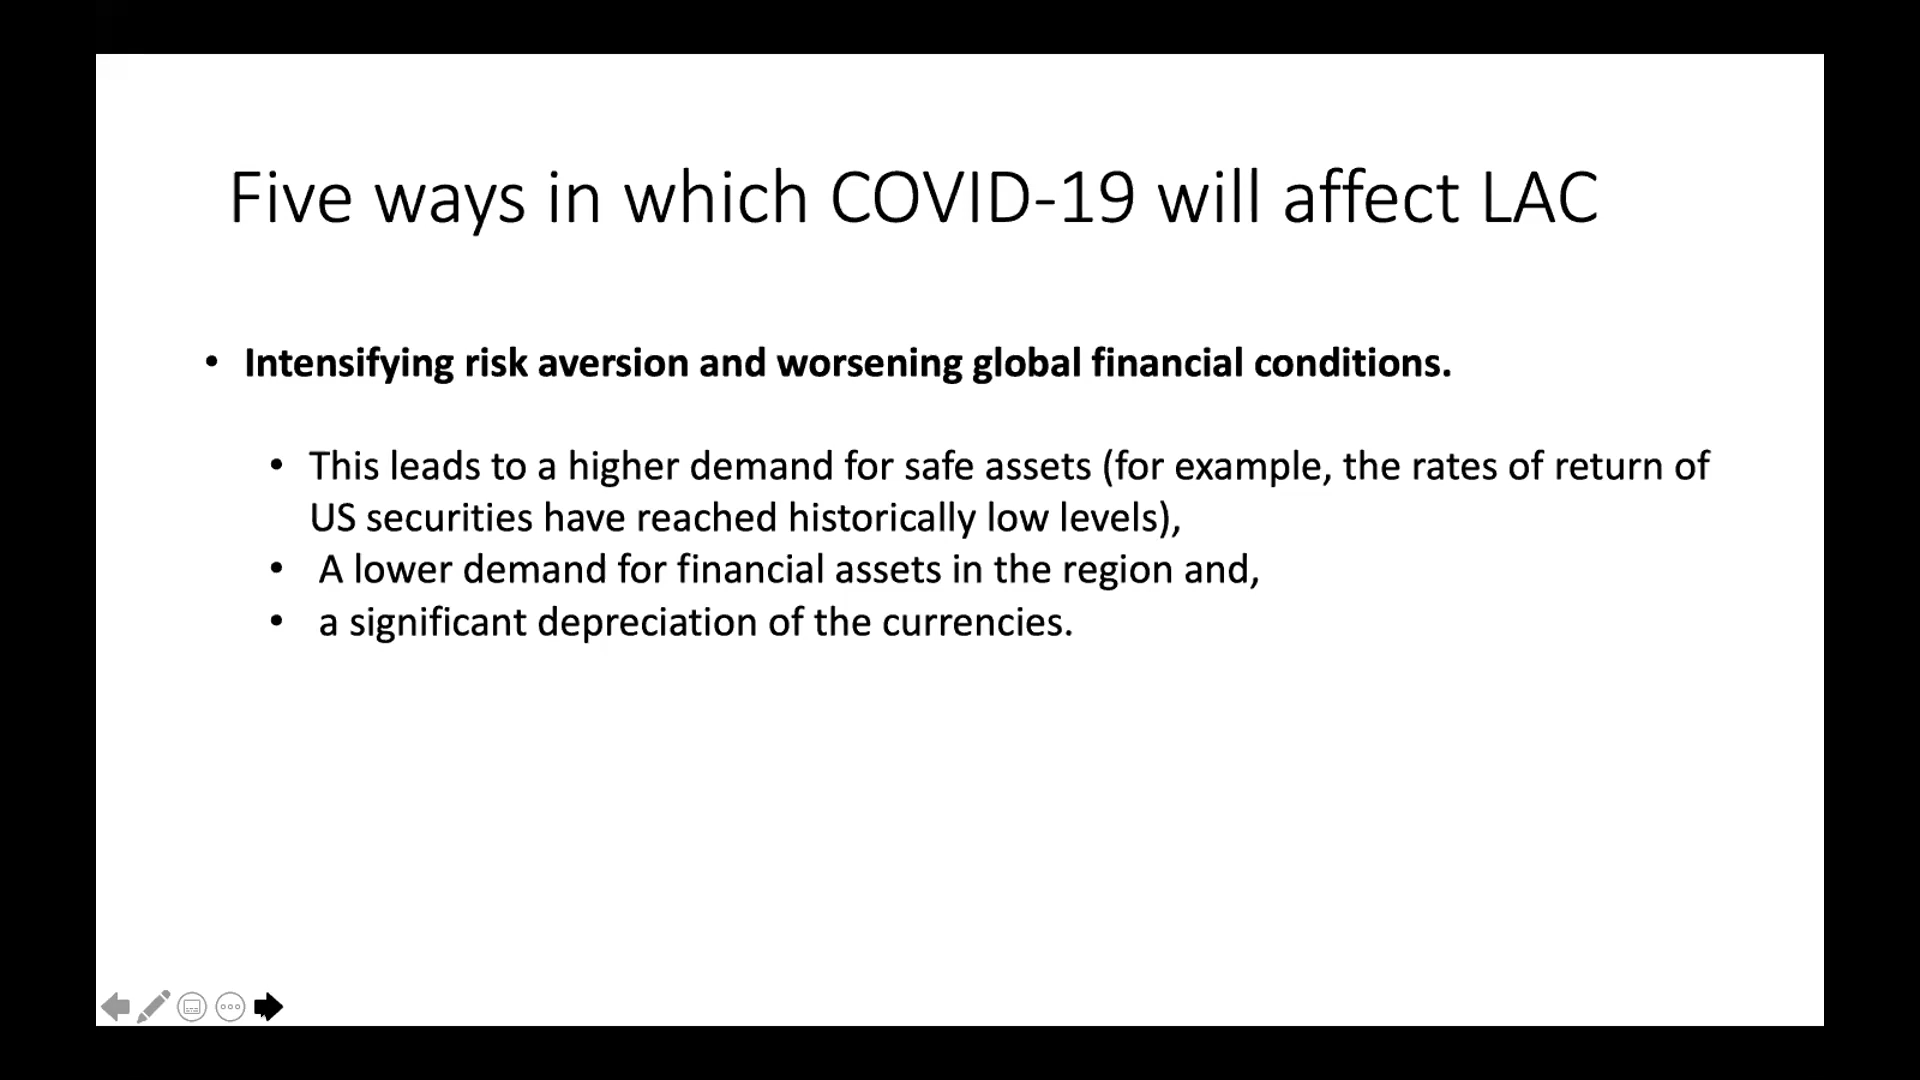 Five ways in which COVID-19 will affect LAC
• Intensifying risk aversion and worsening global financial conditions.
• This leads to a higher demand for safe assets (for example, the rates of return of
US securities have reached historically low levels),
• A lower demand for financial assets in the region and,
• a significant depreciation of the currencies.